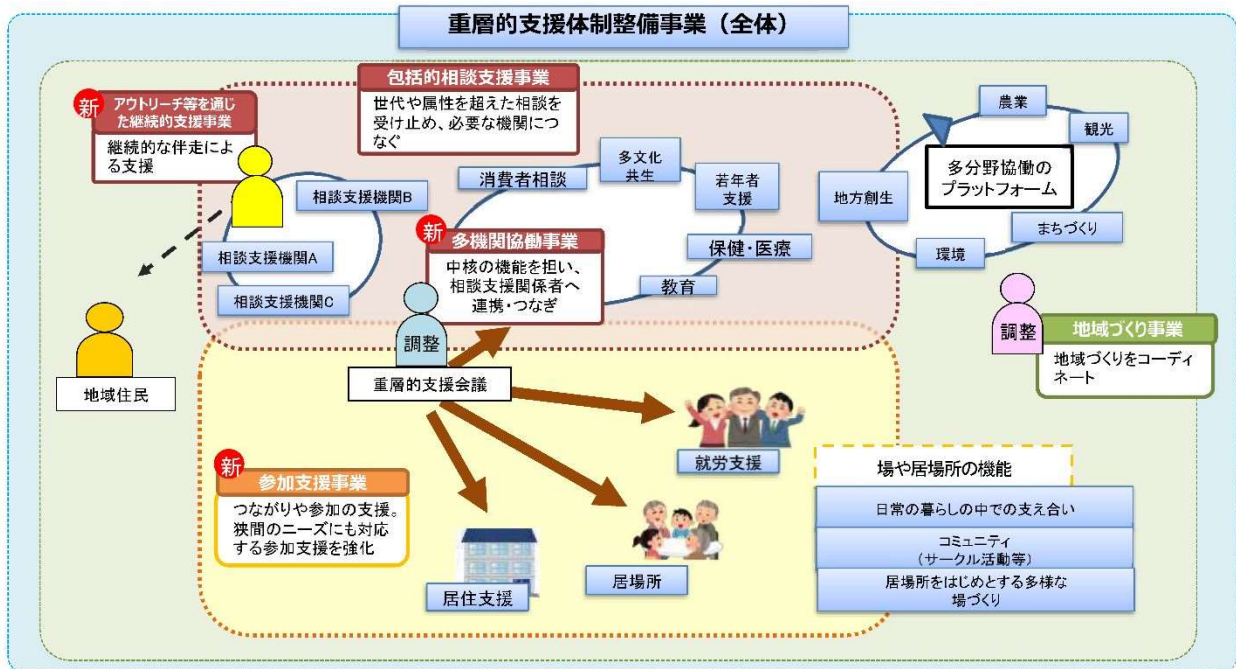 重層的支援体制整備事業（全体）
新
アウトリーチ等を通じ
た継続的支援事業
継続的な伴走によ
る支援
包括的相談支援事業
世代や属性を超えた相談を
受け止め、必要な機関につ
なぐ
相談支援機関B
相談支援機関A
相談支援機関C
消費者相談
多文化
共生
若年者
支援
保健・医療
教育
新
多機関協働事業
中核の機能を担い、
相談支援関係者へ
連携・つなぎ
農業
観光
多分野協働の
プラットフォーム
地方創生
まちづくり
環境
調整
地域づくり事業
地域づくりをコーディ
ネート
地域住民
調整
重層的支援会議
新
参加支援事業
つながりや参加の支援。
狭間のニーズにも対応
する参加支援を強化
就労支援
居場所
居住支援
場や居場所の機能
日常の暮らしの中での支え合い
コミュニティ
（サークル活動等）
居場所をはじめとする多様な
場づくり